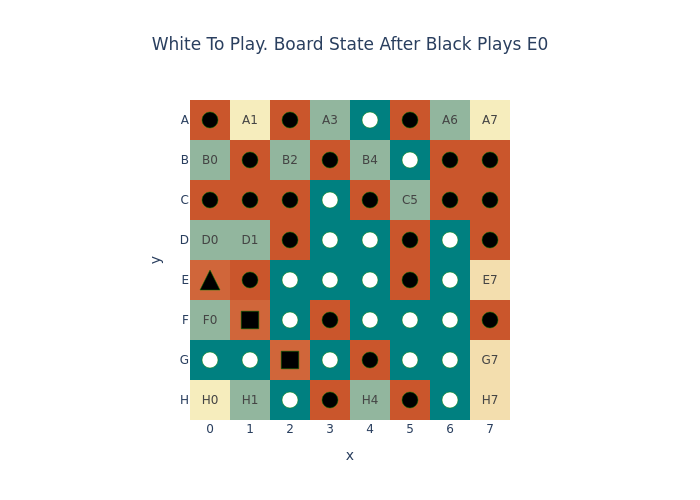 White To Play. Board State After Black Plays E0
A A1 A3 A6 A7
B B0 B2 B4
C C5
D D0 D1
y
E E7
F F0
G G7
H H0 H1 H4 H7
0 1 2 3 4 5 6 7
x